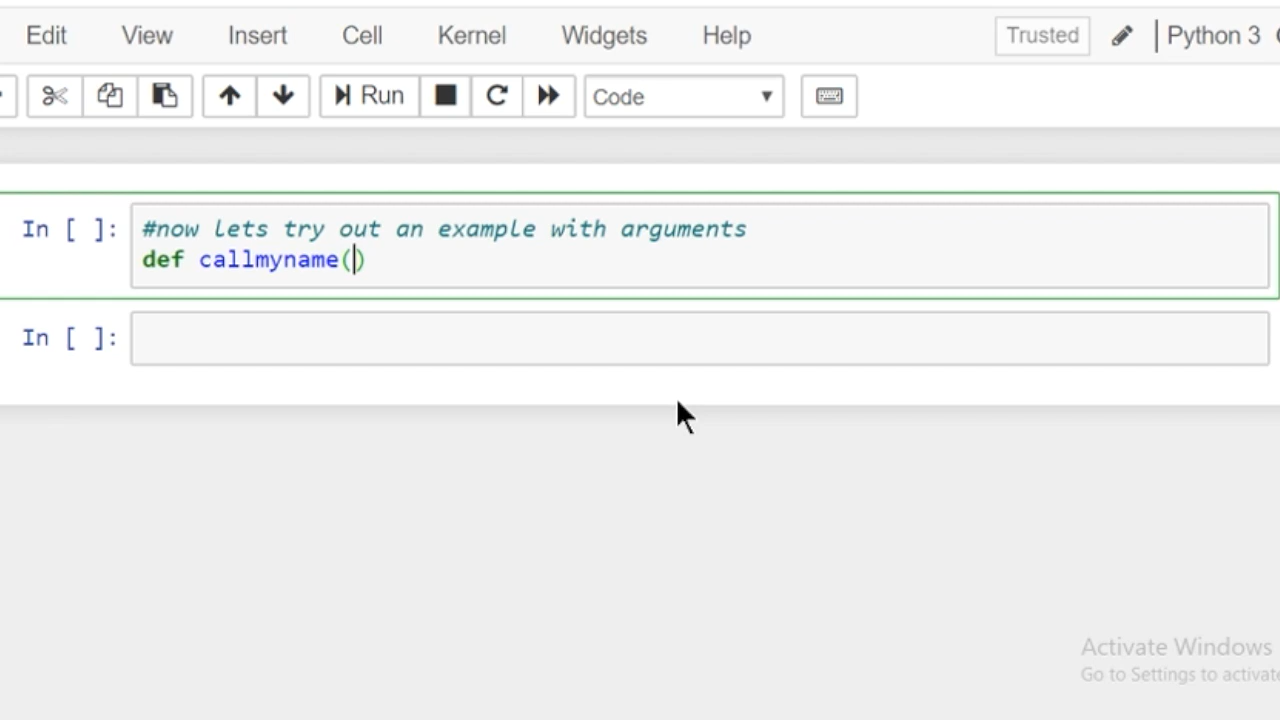 Edit View Insert Cell Kernel Widgets Help Trusted Python 3
Run Code
In [ ]: #now lets try out an example with arguments
def callmyname()
In [ ]:
Activate Windows
Go to Settings to activate